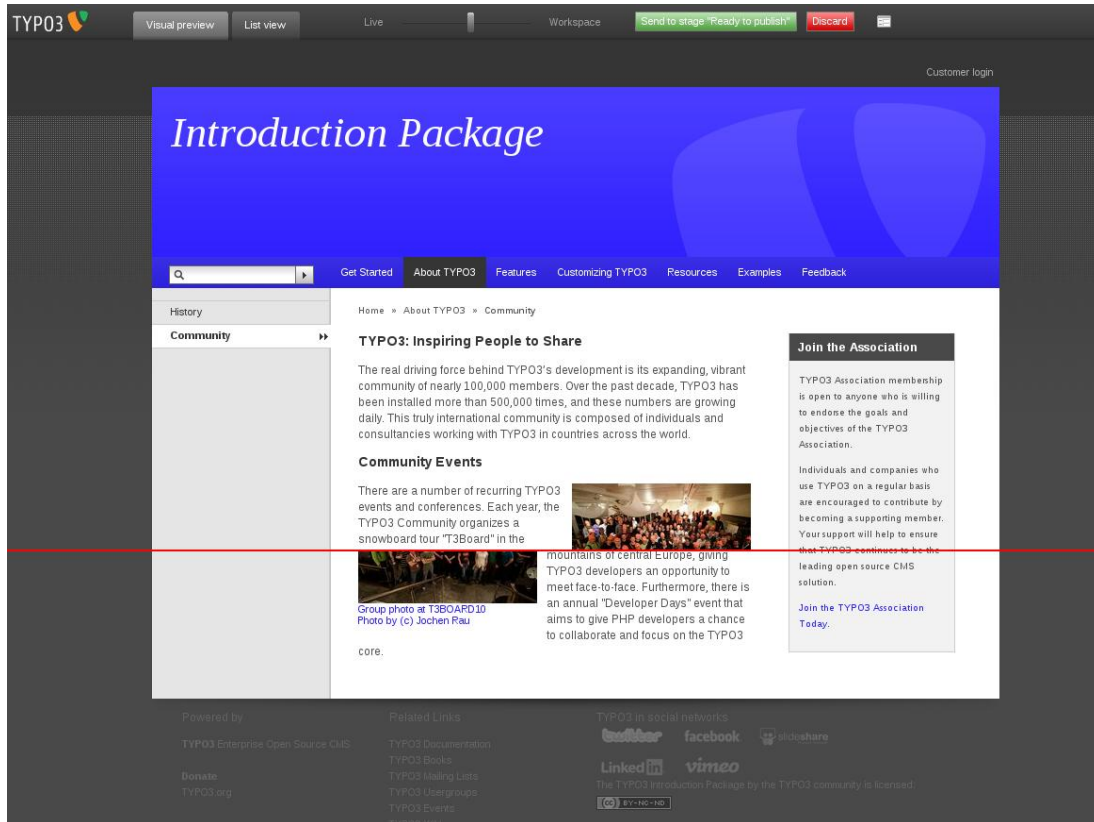 TYPO3
Visual preview
List view
Live
Workspace
Send to stage "Ready to publish"
Discard
Customer login
Introduction Package
Get Started
About TYPO3
Features
Customizing TYPO3
Resources
Examples
Feedback
History
Community
Home » About TYPO3 » Community
TYPO3: Inspiring People to Share
The real driving force behind TYPO3's development is its expanding, vibrant
community of nearly 100,000 members. Over the past decade, TYPO3 has
been installed more than 500,000 times, and these numbers are growing
daily. This truly international community is composed of individuals and
consultancies working with TYPO3 in countries across the world.
Community Events
There are a number of recurring TYPO3
events and conferences. Each year, the
TYPO3 Community organizes a
snowboard tour "T3Board" in the
mountains of central Europe, giving
TYPO3 developers an opportunity to
meet face-to-face. Furthermore, there is
an annual "Developer Days" event that
aims to give PHP developers a chance
to collaborate and focus on the TYPO3
core.
Group photo at T3BOARD10
Photo by (c) Jochen Rau
Join the Association
TYPO3 Association membership
is open to anyone who is willing
to endorse the goals and
objectives of the TYPO3
Association.
Individuals and companies who
use TYPO3 on a regular basis
are encouraged to contribute by
becoming a supporting member.
Your support will help to ensure
that TYPO3 continues to be the
leading open source CMS
solution.
Join the TYPO3 Association
Today.
Powered by
TYPO3 Enterprise Open Source CMS
Donate
TYPO3.org
Related Links
TYPO3 Documentation
TYPO3 Books
TYPO3 Mailing Lists
TYPO3 Usergroups
TYPO3 Events
TYPO3 in social networks
twitter
facebook
slideshare
Linked in
vimeo
The TYPO3 Introduction Package by the TYPO3 community is licensed:
cc BY-NC-ND